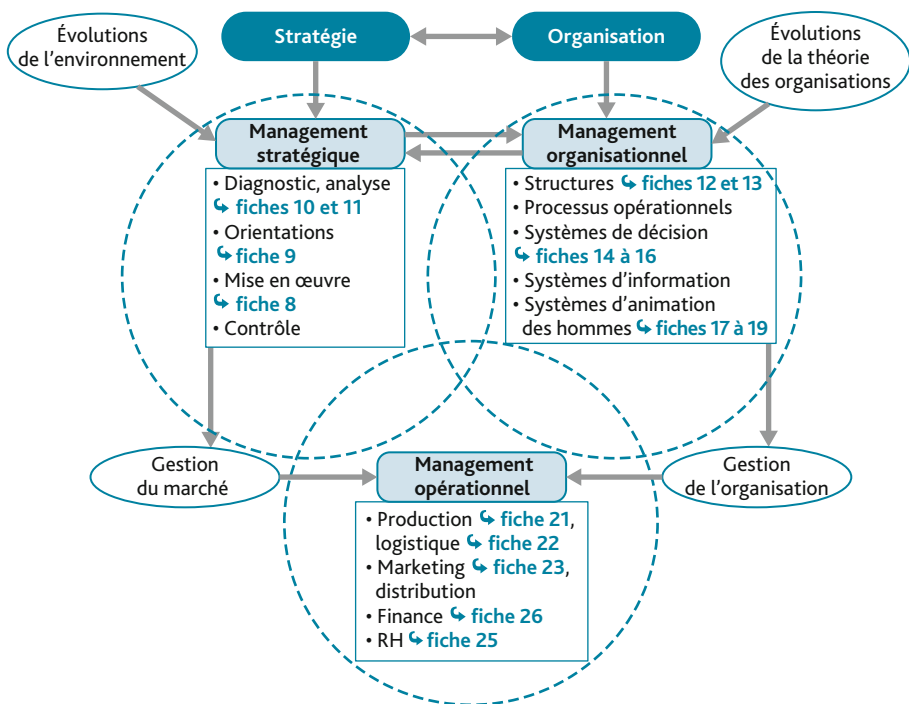 Évolutions
de l'environnement
Stratégie
Organisation
Évolutions
de la théorie
des organisations
Management
stratégique
• Diagnostic, analyse
↳ fiches 10 et 11
• Orientations
↳ fiche 9
• Mise en œuvre
↳ fiche 8
• Contrôle
Management
organisationnel
• Structures ↳ fiches 12 et 13
• Processus opérationnels
• Systèmes de décision
↳ fiches 14 à 16
• Systèmes d'information
• Systèmes d'animation
des hommes ↳ fiches 17 à 19
Gestion
du marché
Management
opérationnel
• Production ↳ fiche 21,
logistique ↳ fiche 22
• Marketing ↳ fiche 23,
distribution
• Finance ↳ fiche 26
• RH ↳ fiche 25
Gestion
de l'organisation